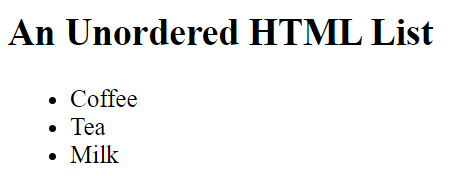 An Unordered HTML List
• Coffee
• Tea
• Milk